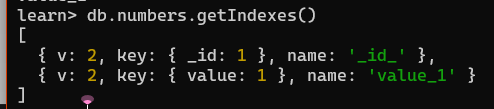 learn> db.numbers.getIndexes()
[
{ v: 2, key: { _id: 1 }, name: '_id_' },
{ v: 2, key: { value: 1 }, name: 'value_1' }
]